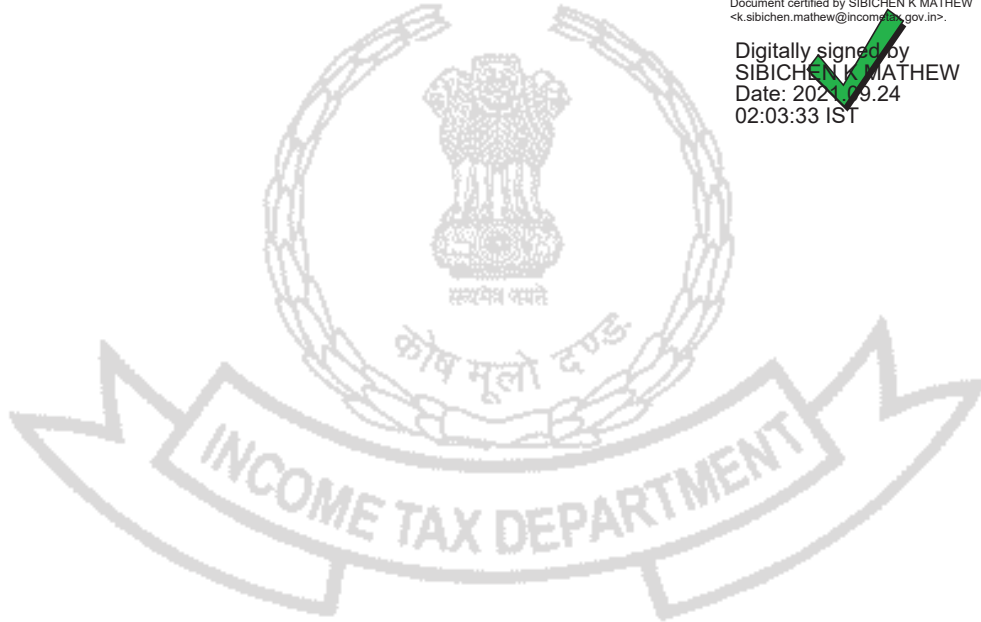 Document certified by SIBICHEN K MATHEW
<k.sibichen.mathew@incometax.gov.in>.
Digitally signed by
SIBICHEN K MATHEW
Date: 2021.09.24
02:03:33 IST
सत्यमेव जयते
कोष मूलो दण्ड:
INCOME TAX DEPARTMENT